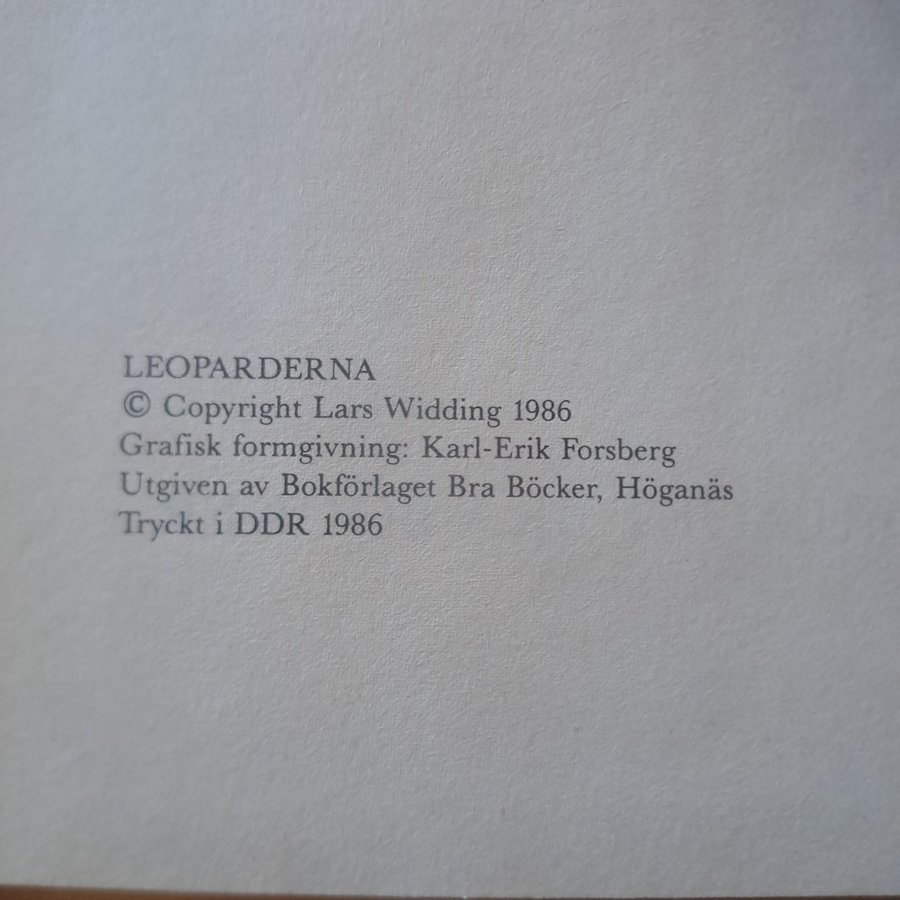 LEOPARDERNA
© Copyright Lars Widding 1986
Grafisk formgivning: Karl-Erik Forsberg
Utgiven av Bokförlaget Bra Böcker, Höganäs
Tryckt i DDR 1986